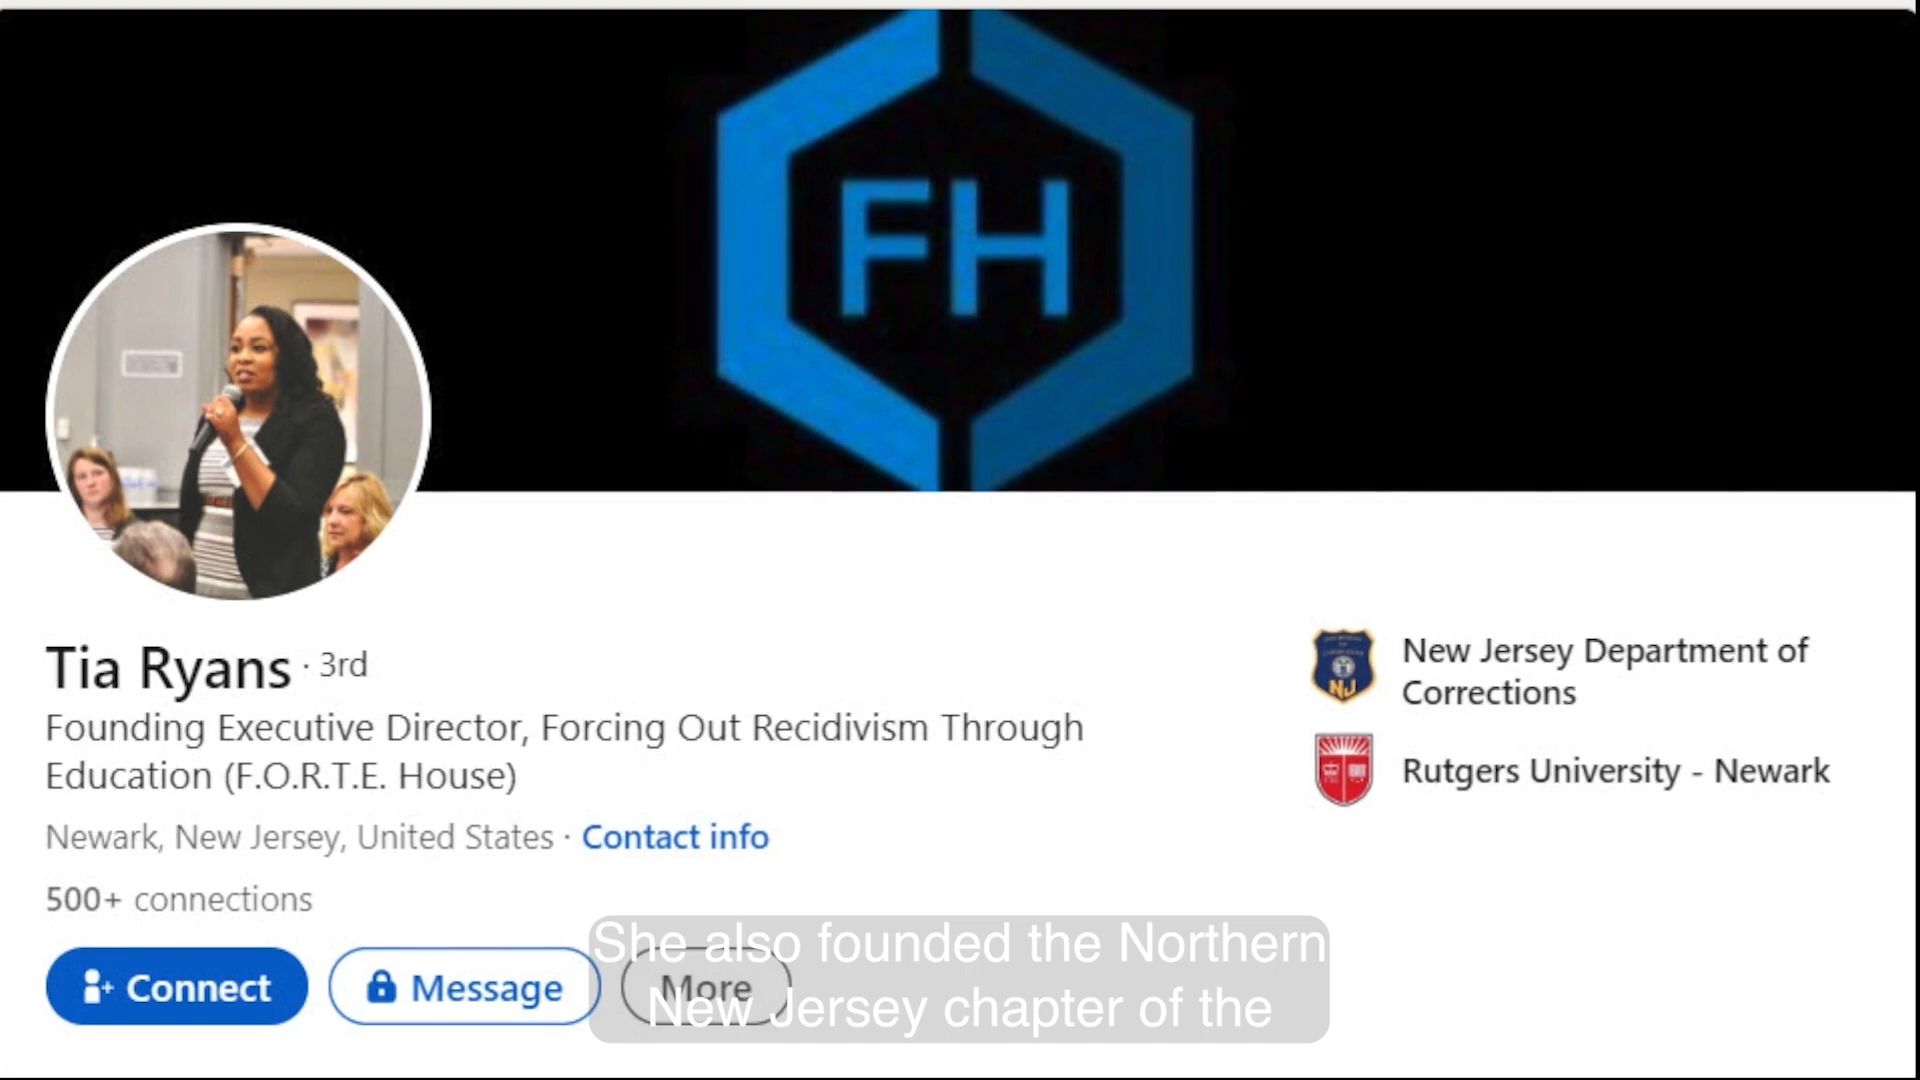 FH
Tia Ryans · 3rd
Founding Executive Director, Forcing Out Recidivism Through
Education (F.O.R.T.E. House)
Newark, New Jersey, United States · Contact info
500+ connections
Connect
Message
More
New Jersey Department of
Corrections
NJ
Rutgers University - Newark
She also founded the Northern
New Jersey chapter of the